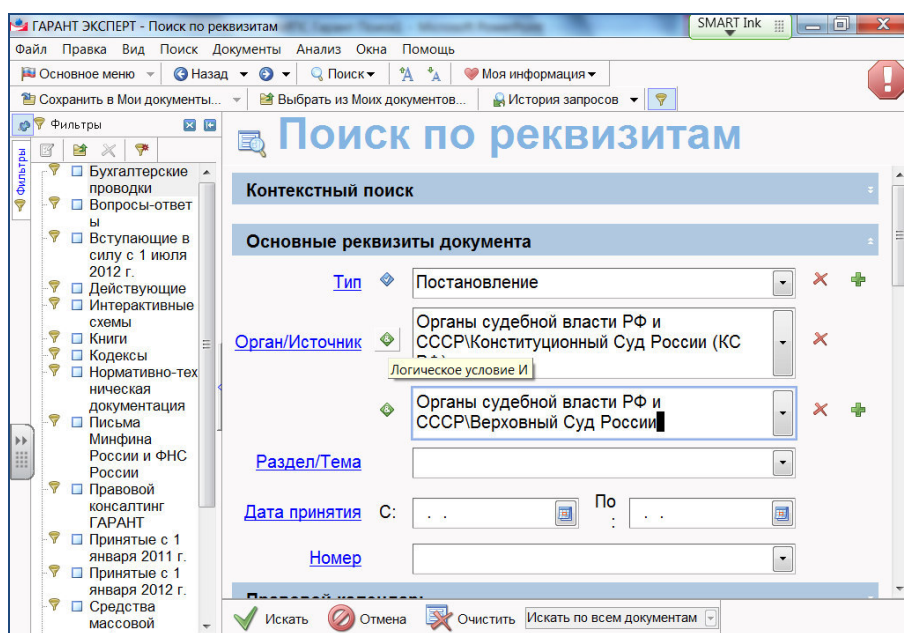 ГАРАНТ ЭКСПЕРТ - Поиск по реквизитам
SMART Ink
Файл Правка Вид Поиск Документы Анализ Окна Помощь
Основное меню Назад Поиск Моя информация
Сохранить в Мои документы... Выбрать из Моих документов... История запросов
Фильтры
Фильтры
Бухгалтерские
проводки
Вопросы-ответ
ы
Вступающие в
силу с 1 июля
2012 г.
Действующие
Интерактивные
схемы
Книги
Кодексы
Нормативно-тех
ническая
документация
Письма
Минфина
России и ФНС
России
Правовой
консалтинг
ГАРАНТ
Принятые с 1
января 2011 г.
Принятые с 1
января 2012 г.
Средства
массовой
Поиск по реквизитам
Контекстный поиск
Основные реквизиты документа
Тип Постановление
Орган/Источник Органы судебной власти РФ и
СССР\Конституционный Суд России (КС
Логическое условие И
Органы судебной власти РФ и
СССР\Верховный Суд России
Раздел/Тема
Дата принятия С: . . По : . .
Номер
Искать Отмена Очистить Искать по всем документам